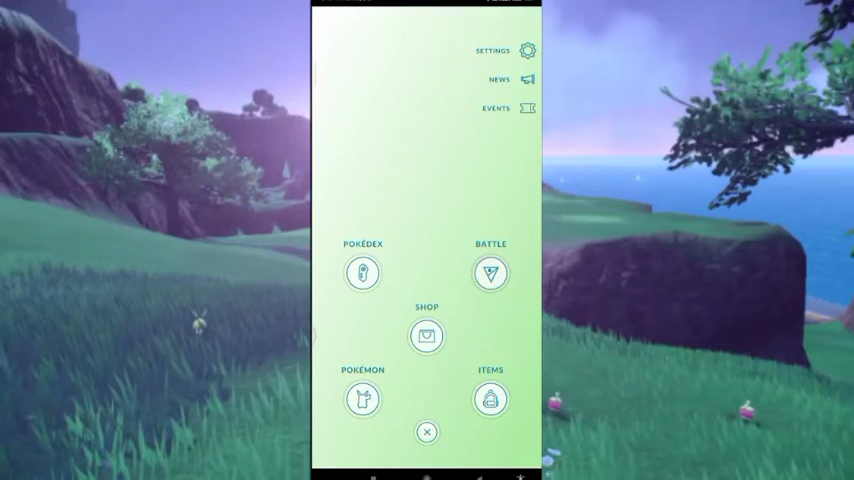 SETTINGS
NEWS
EVENTS
POKÉDEX
BATTLE
SHOP
POKÉMON
ITEMS